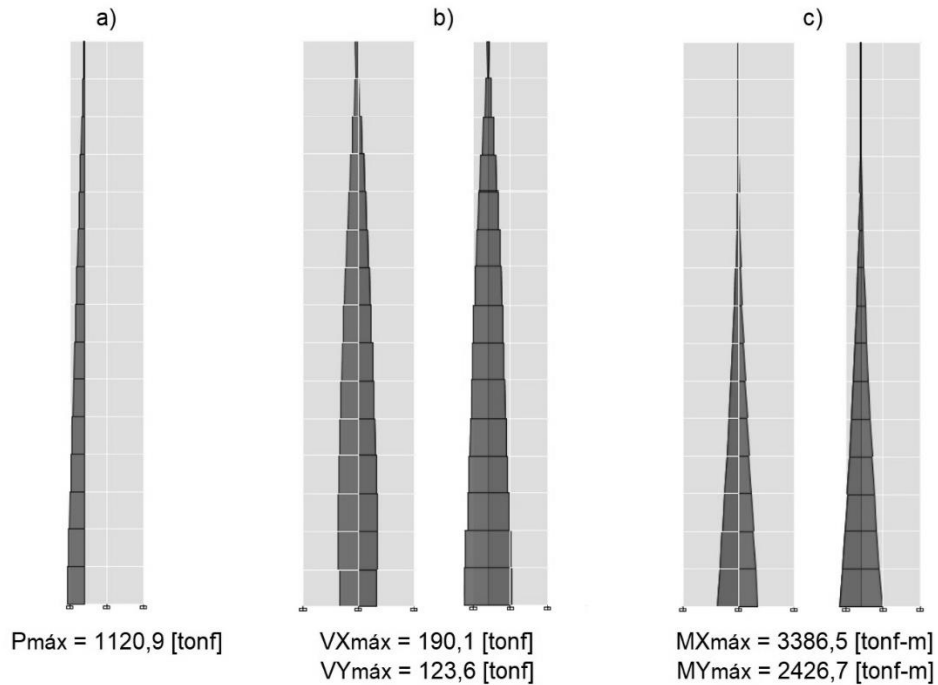 a)
b)
c)
Pmáx = 1120,9 [tonf]
VXmáx = 190,1 [tonf]
VYmáx = 123,6 [tonf]
MXmáx = 3386,5 [tonf-m]
MYmáx = 2426,7 [tonf-m]